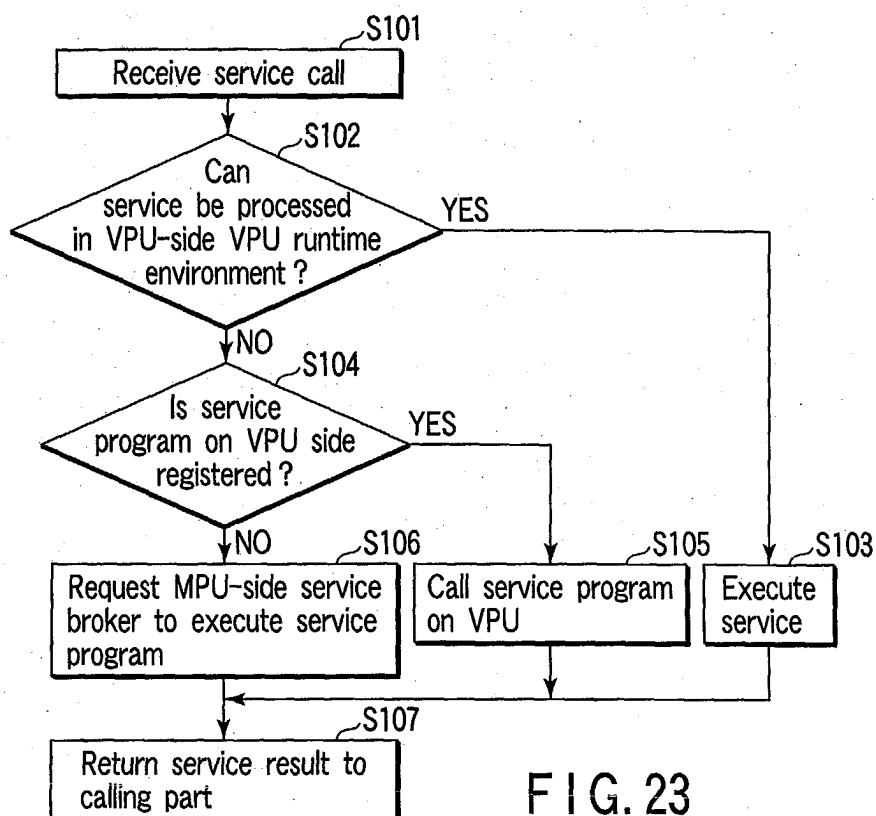 S101
Receive service call
S102
Can
service be processed
in VPU-side VPU runtime
environment ?
YES
NO
S104
Is service
program on VPU side
registered ?
YES
NO
S106
Request MPU-side service
broker to execute service
program
S105
Call service program
on VPU
S103
Execute
service
S107
Return service result to
calling part
FIG. 23